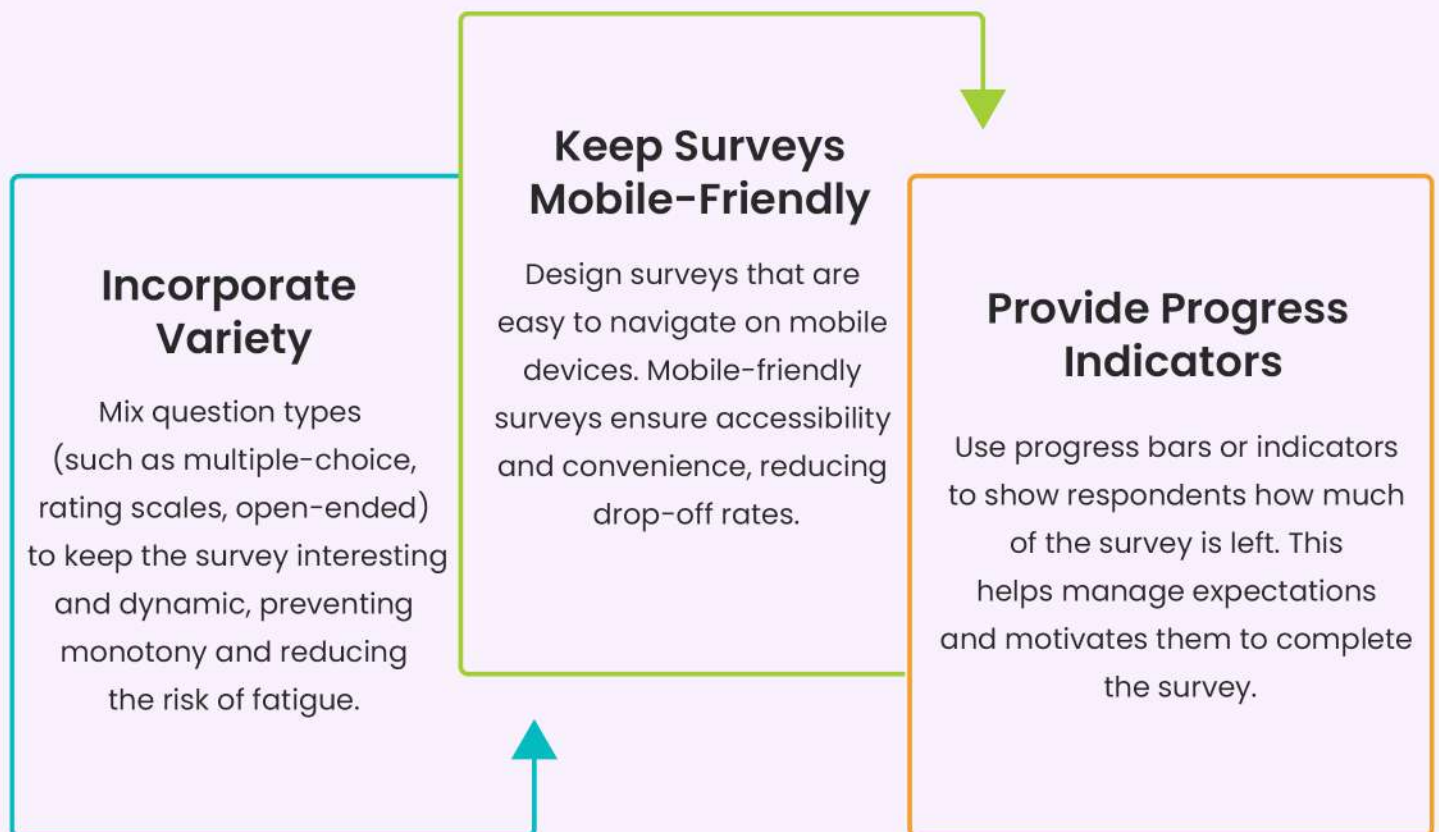 Incorporate
Variety
Mix question types
(such as multiple-choice,
rating scales, open-ended)
to keep the survey interesting
and dynamic, preventing
monotony and reducing
the risk of fatigue.
Keep Surveys
Mobile-Friendly
Design surveys that are
easy to navigate on mobile
devices. Mobile-friendly
surveys ensure accessibility
and convenience, reducing
drop-off rates.
Provide Progress
Indicators
Use progress bars or indicators
to show respondents how much
of the survey is left. This
helps manage expectations
and motivates them to complete
the survey.